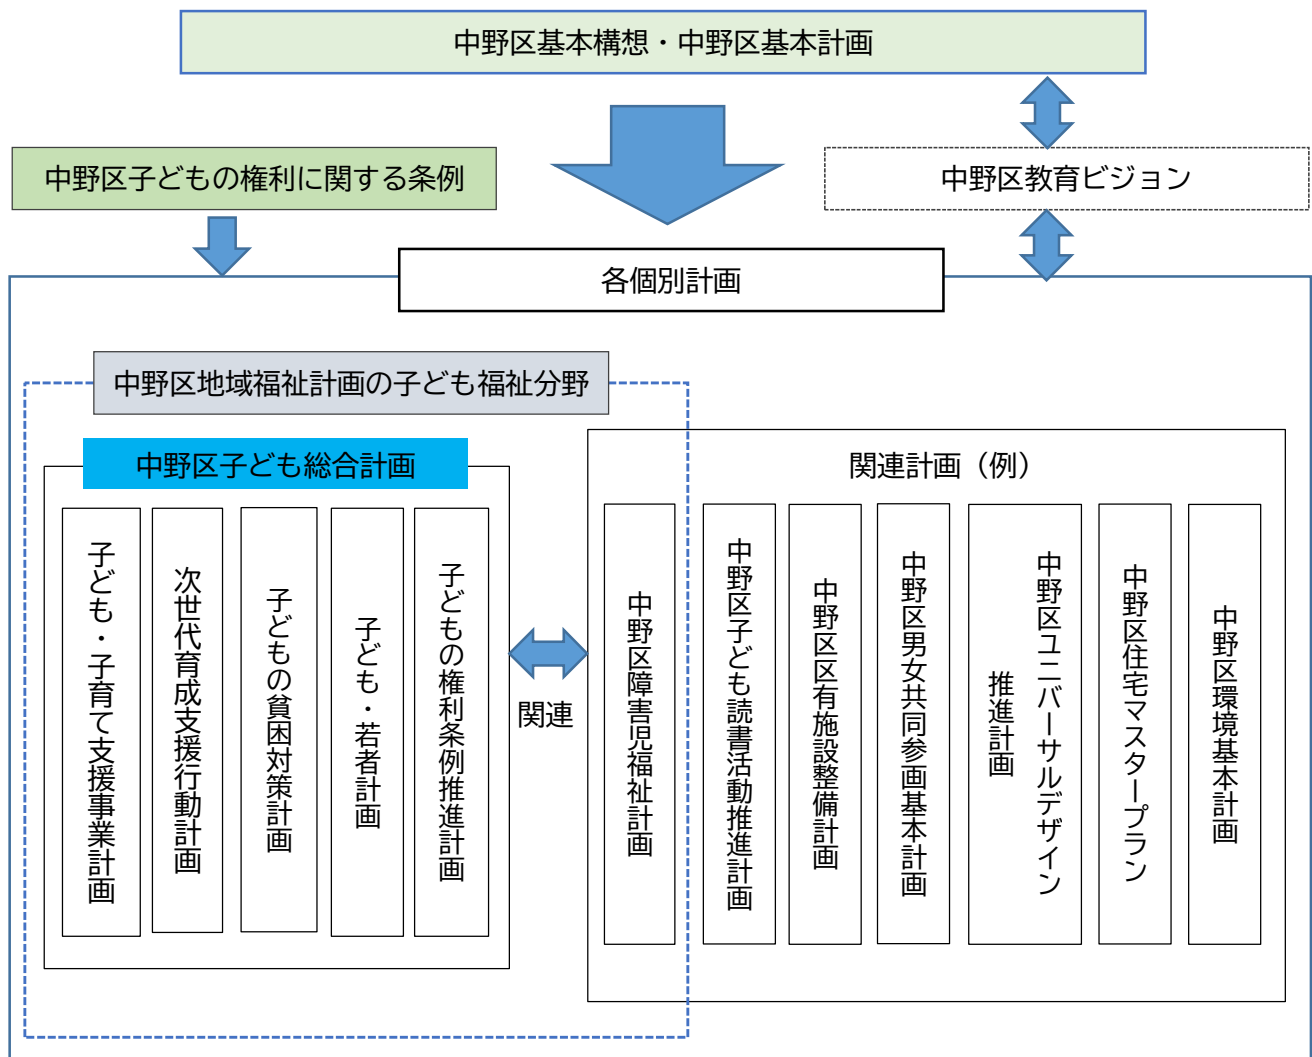 中野区基本構想・中野区基本計画
中野区子どもの権利に関する条例
中野区教育ビジョン
各個別計画
中野区地域福祉計画の子ども福祉分野
中野区子ども総合計画
子ども・子育て支援事業計画
次世代育成支援行動計画
子どもの貧困対策計画
子ども・若者計画
子どもの権利条例推進計画
関連
関連計画（例）
中野区障害児福祉計画
中野区子ども読書活動推進計画
中野区区有施設整備計画
中野区男女共同参画基本計画
中野区ユニバーサルデザイン
推進計画
中野区住宅マスタープラン
中野区環境基本計画